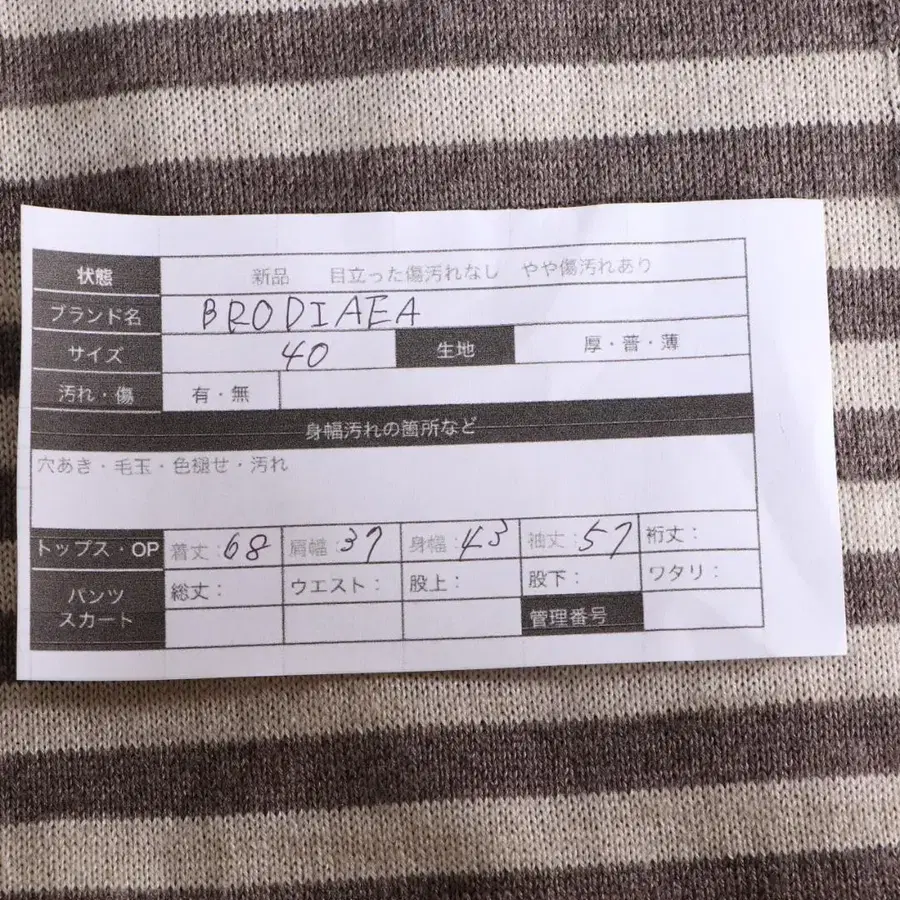 状態 新品 目立った傷汚れなし やや傷汚れあり
ブランド名 BRODIAEA
サイズ 40 生地 厚・普・薄
汚れ・傷 有・無
身幅汚れの箇所など
穴あき・毛玉・色褪せ・汚れ
トップス・OP 着丈:68 肩幅:37 身幅:43 袖丈:57 裄丈:
パンツ スカート 総丈: ウエスト: 股上: 股下: ワタリ:
管理番号